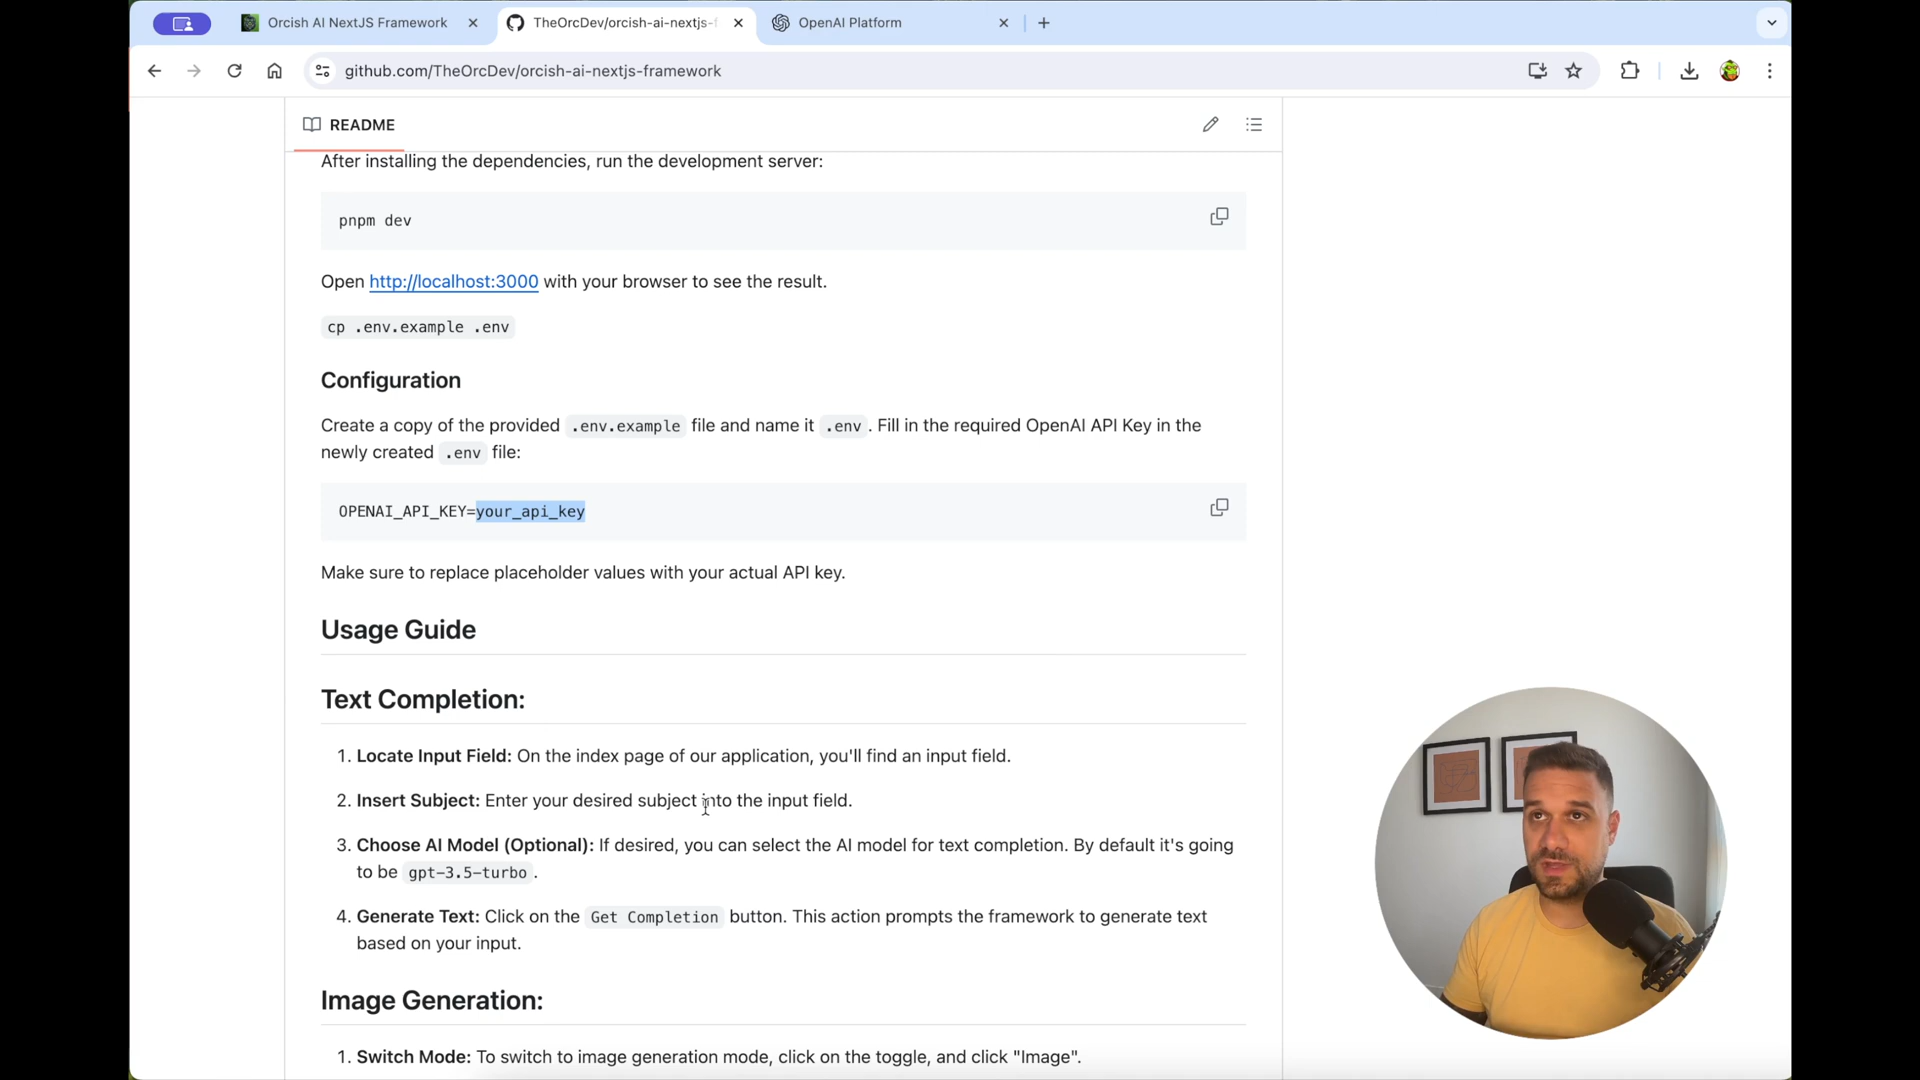 Orcish AI NextJS Framework
TheOrcDev/orcish-ai-nextjs-f
OpenAI Platform
github.com/TheOrcDev/orcish-ai-nextjs-framework
README
After installing the dependencies, run the development server:
pnpm dev
Open http://localhost:3000 with your browser to see the result.
cp .env.example .env
Configuration
Create a copy of the provided .env.example file and name it .env . Fill in the required OpenAI API Key in the
newly created .env file:
OPENAI_API_KEY=your_api_key
Make sure to replace placeholder values with your actual API key.
Usage Guide
Text Completion:
1. Locate Input Field: On the index page of our application, you'll find an input field.
2. Insert Subject: Enter your desired subject into the input field.
3. Choose AI Model (Optional): If desired, you can select the AI model for text completion. By default it's going
to be gpt-3.5-turbo .
4. Generate Text: Click on the Get Completion button. This action prompts the framework to generate text
based on your input.
Image Generation:
1. Switch Mode: To switch to image generation mode, click on the toggle, and click "Image".